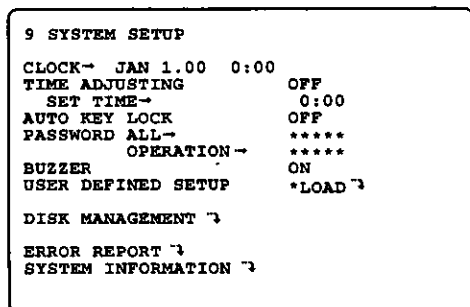 9 SYSTEM SETUP
CLOCK→ JAN 1.00 0:00
TIME ADJUSTING OFF
SET TIME→ 0:00
AUTO KEY LOCK OFF
PASSWORD ALL→ *****
OPERATION→ *****
BUZZER ON
USER DEFINED SETUP *LOAD⤵
DISK MANAGEMENT ⤵
ERROR REPORT ⤵
SYSTEM INFORMATION ⤵